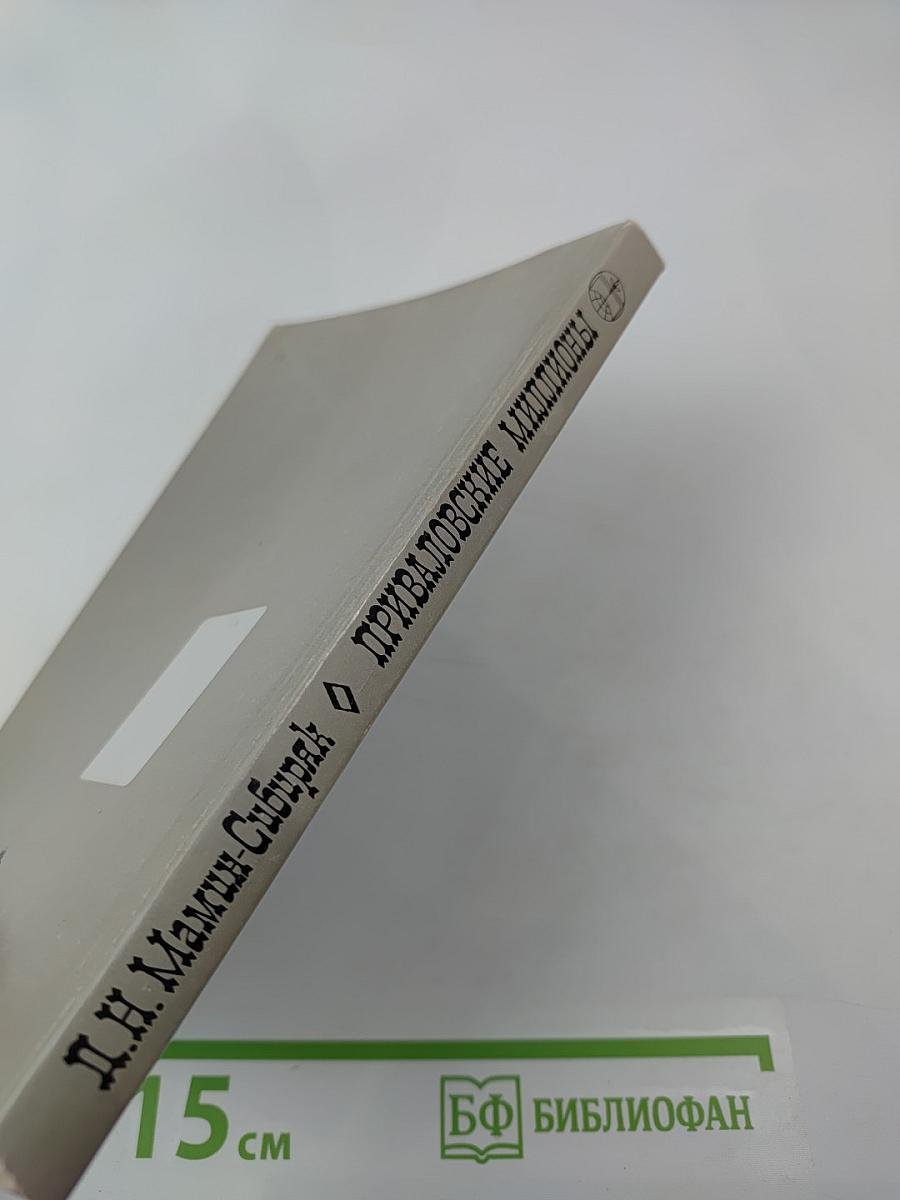 Д. Н. Мамин-Сибиряк ◊ ПРИВАЛОВСКИЕ МИЛЛИОНЫ
15 см
БФ БИБЛИОФАН